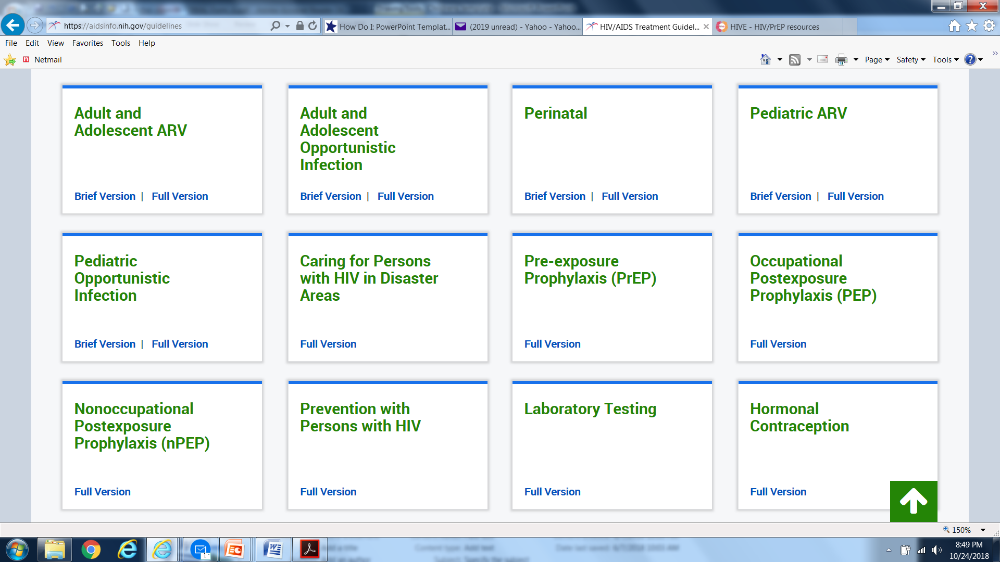 https://aidsinfo.nih.gov/guidelines
How Do I: PowerPoint Templat...
(2019 unread) - Yahoo - Yahoo...
HIV/AIDS Treatment Guidel...
HIVE - HIV/PrEP resources
File Edit View Favorites Tools Help
Netmail
Page Safety Tools
Adult and
Adolescent ARV
Brief Version | Full Version
Adult and
Adolescent
Opportunistic
Infection
Brief Version | Full Version
Perinatal
Brief Version | Full Version
Pediatric ARV
Brief Version | Full Version
Pediatric
Opportunistic
Infection
Brief Version | Full Version
Caring for Persons
with HIV in Disaster
Areas
Full Version
Pre-exposure
Prophylaxis (PrEP)
Full Version
Occupational
Postexposure
Prophylaxis (PEP)
Full Version
Nonoccupational
Postexposure
Prophylaxis (nPEP)
Full Version
Prevention with
Persons with HIV
Full Version
Laboratory Testing
Full Version
Hormonal
Contraception
Full Version
150%
8:49 PM
10/24/2018